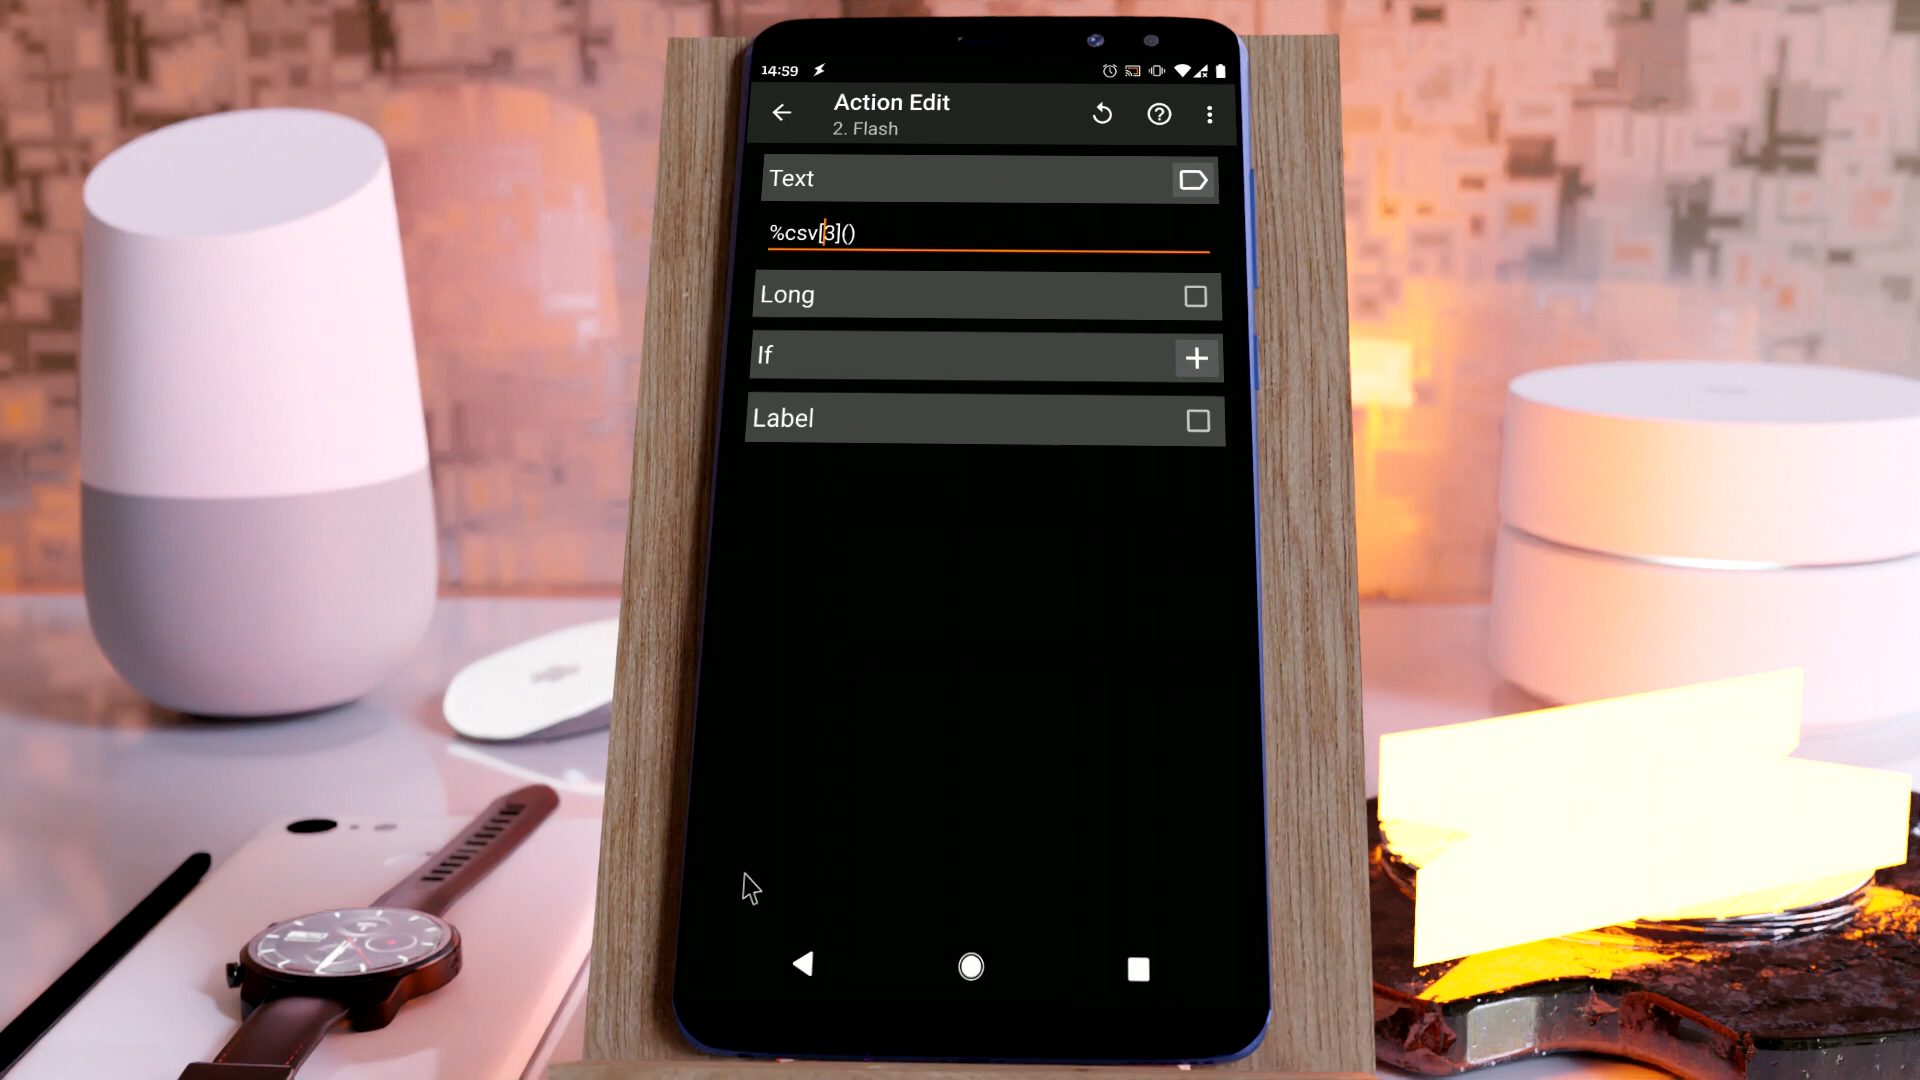 14:59
Action Edit
2. Flash
Text
%csv[3]()
Long
If
Label